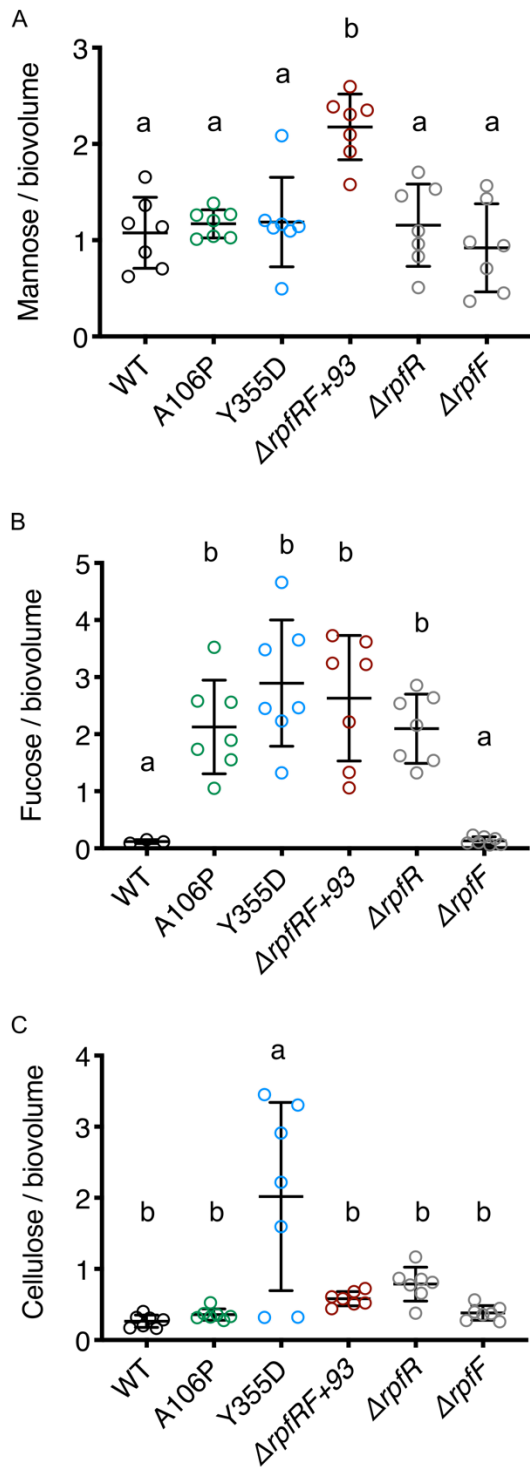 A
Mannose / biovolume
3
2
1
0
a
a
a
b
a
a
WT
A106P
Y355D
ΔrpfRF+93
ΔrpfR
ΔrpfF
B
Fucose / biovolume
5
4
3
2
1
0
a
b
b
b
b
a
WT
A106P
Y355D
ΔrpfRF+93
ΔrpfR
ΔrpfF
C
Cellulose / biovolume
4
3
2
1
0
b
b
a
b
b
b
WT
A106P
Y355D
ΔrpfRF+93
ΔrpfR
ΔrpfF